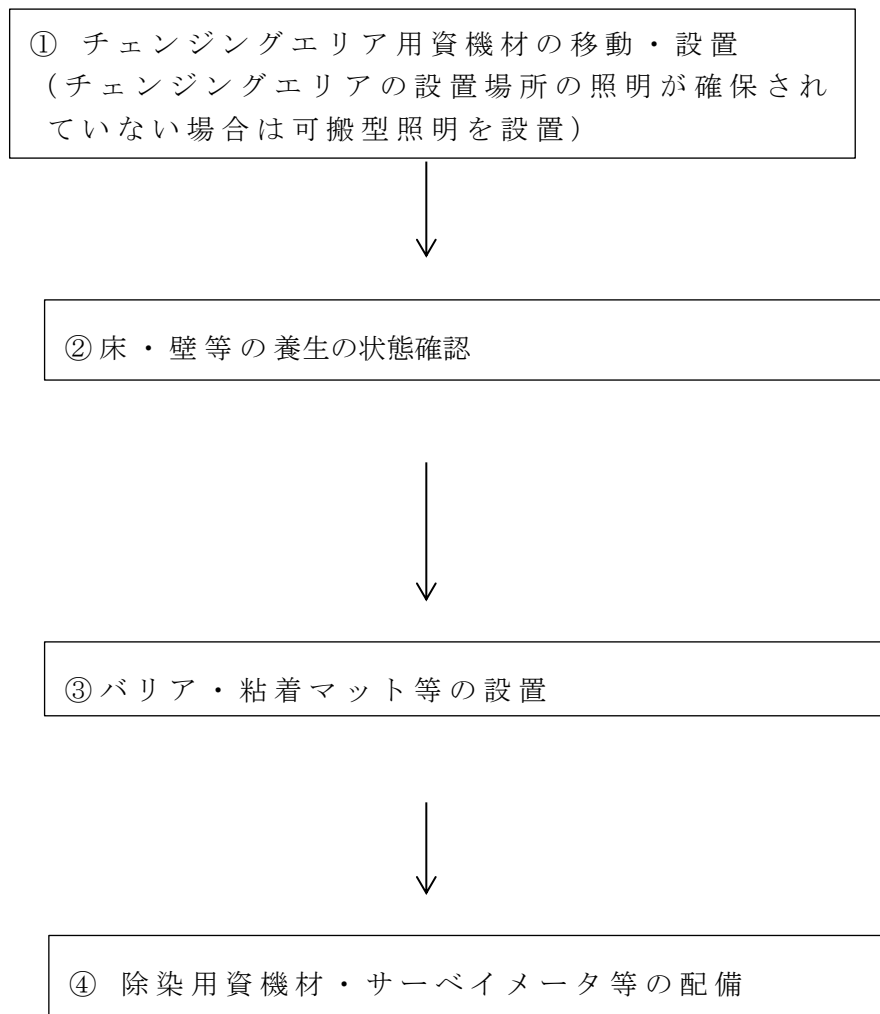 ① チェンジングエリア用資機材の移動・設置
(チェンジングエリアの設置場所の照明が確保され
ていない場合は可搬型照明を設置)
②床・壁等の養生の状態確認
③バリア・粘着マット等の設置
④ 除染用資機材・サーベイメータ等の配備